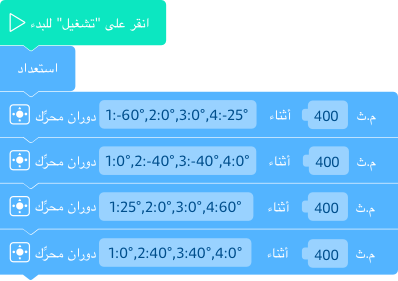 انقر على "تشغيل" للبدء
استعداد
دوران محرّك 1:-60°,2:0°,3:0°,4:-25° أثناء 400 م.ث
دوران محرّك 1:0°,2:-40°,3:-40°,4:0° أثناء 400 م.ث
دوران محرّك 1:25°,2:0°,3:0°,4:60° أثناء 400 م.ث
دوران محرّك 1:0°,2:40°,3:40°,4:0° أثناء 400 م.ث